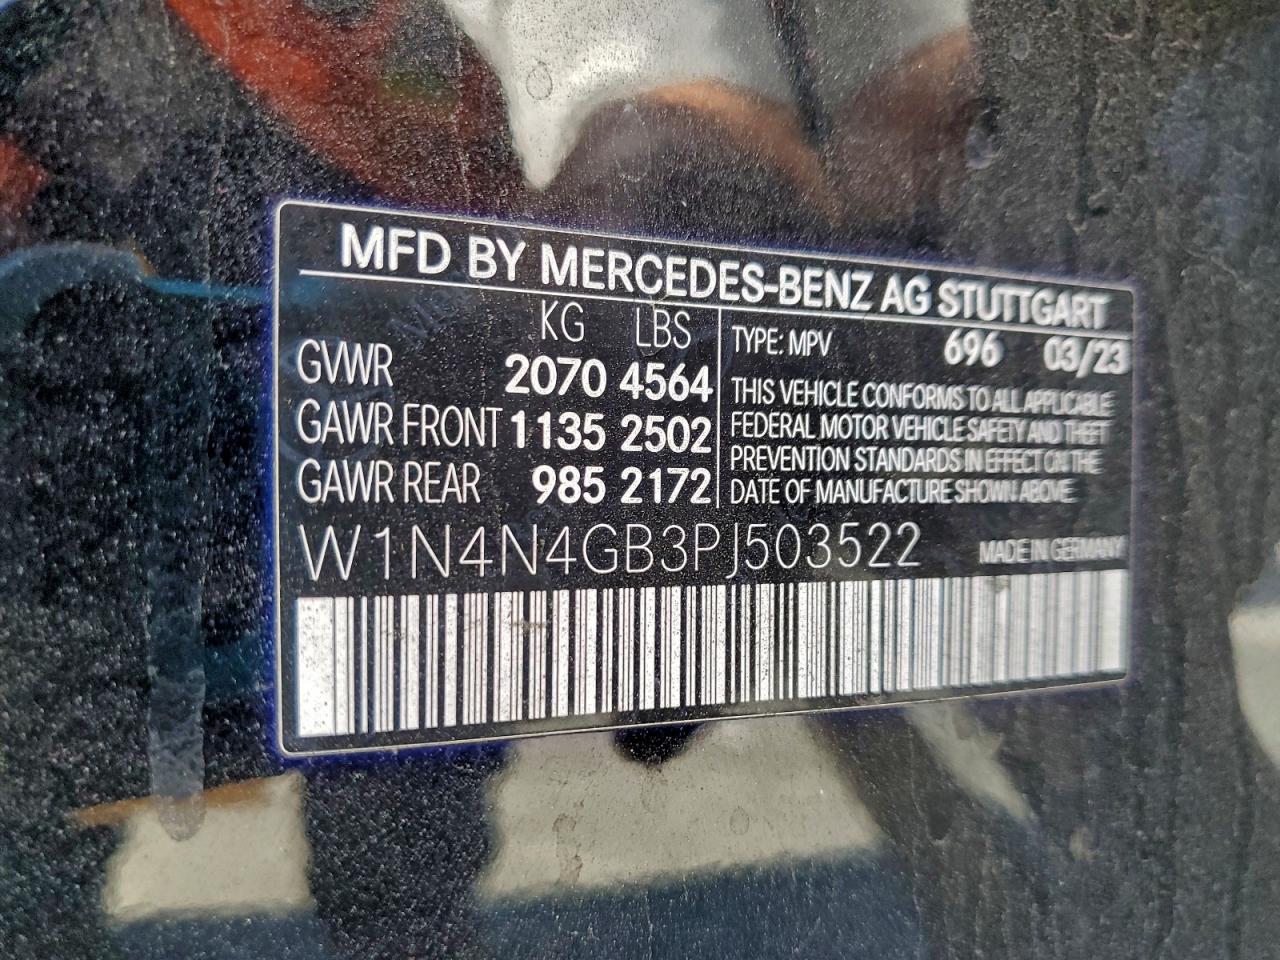 MFD BY MERCEDES-BENZ AG STUTTGART
KG LBS
GVWR 2070 4564
GAWR FRONT 1135 2502
GAWR REAR 985 2172
TYPE: MPV 696 03/23
THIS VEHICLE CONFORMS TO ALL APPLICABLE
FEDERAL MOTOR VEHICLE SAFETY AND THEFT
PREVENTION STANDARDS IN EFFECT ON THE
DATE OF MANUFACTURE SHOWN ABOVE
W1N4N4GB3PJ503522 MADE IN GERMANY